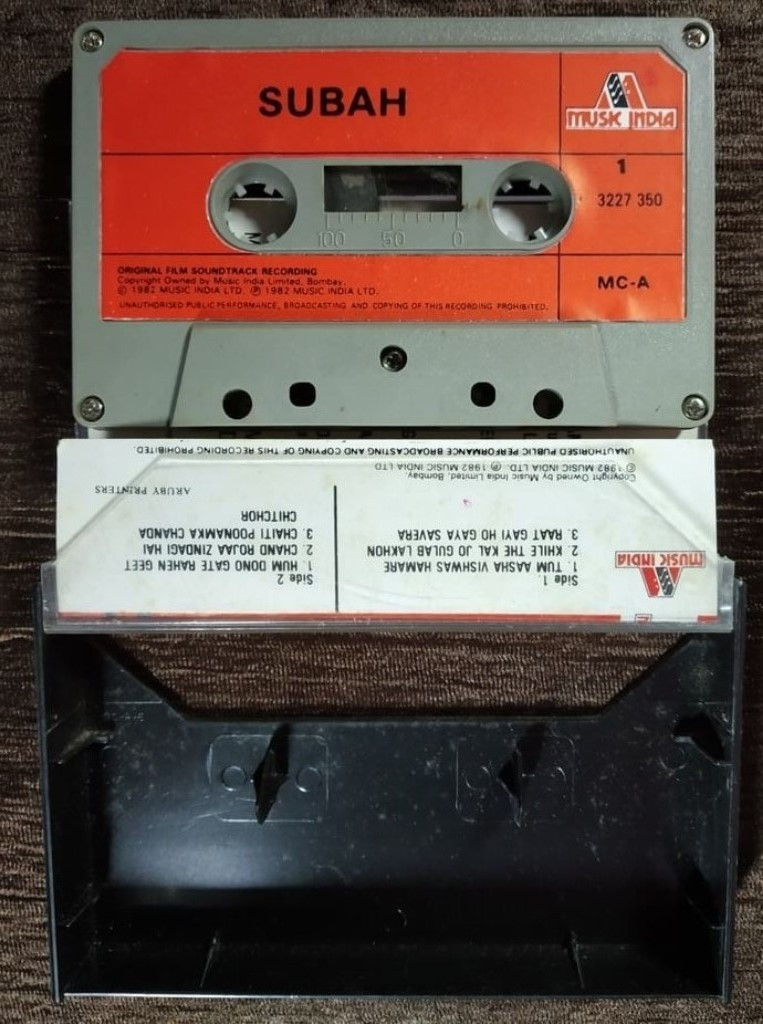 SUBAH
MUSIC INDIA
1
3227 350
100 50 0
ORIGINAL FILM SOUNDTRACK RECORDING
Copyright Owned by Music India Limited, Bombay.
© 1982 MUSIC INDIA LTD. ℗ 1982 MUSIC INDIA LTD.
UNAUTHORISED PUBLIC PERFORMANCE, BROADCASTING AND COPYING OF THIS RECORDING PROHIBITED.
MC-A
MUSIC INDIA
Side 1.
1. TUM AASHA VISHWAS HAMARE
2. KHILE THE KAL JO GULAB LAKHON
3. RAAT GAYI HO GAYA SAVERA
Side 2
1. HUM DONO GATE RAHEN GEET
2. CHAND ROJAA ZINDAGI HAI
3. CHAITI POONAMKA CHANDA
CHITCHOR
ARUBY PRINTERS
Copyright Owned by Music India Limited, Bombay.
© 1982 MUSIC INDIA LTD. ℗ 1982 MUSIC INDIA LTD
UNAUTHORISED PUBLIC PERFORMANCE BROADCASTING AND COPYING OF THIS RECORDING PROHIBITED.